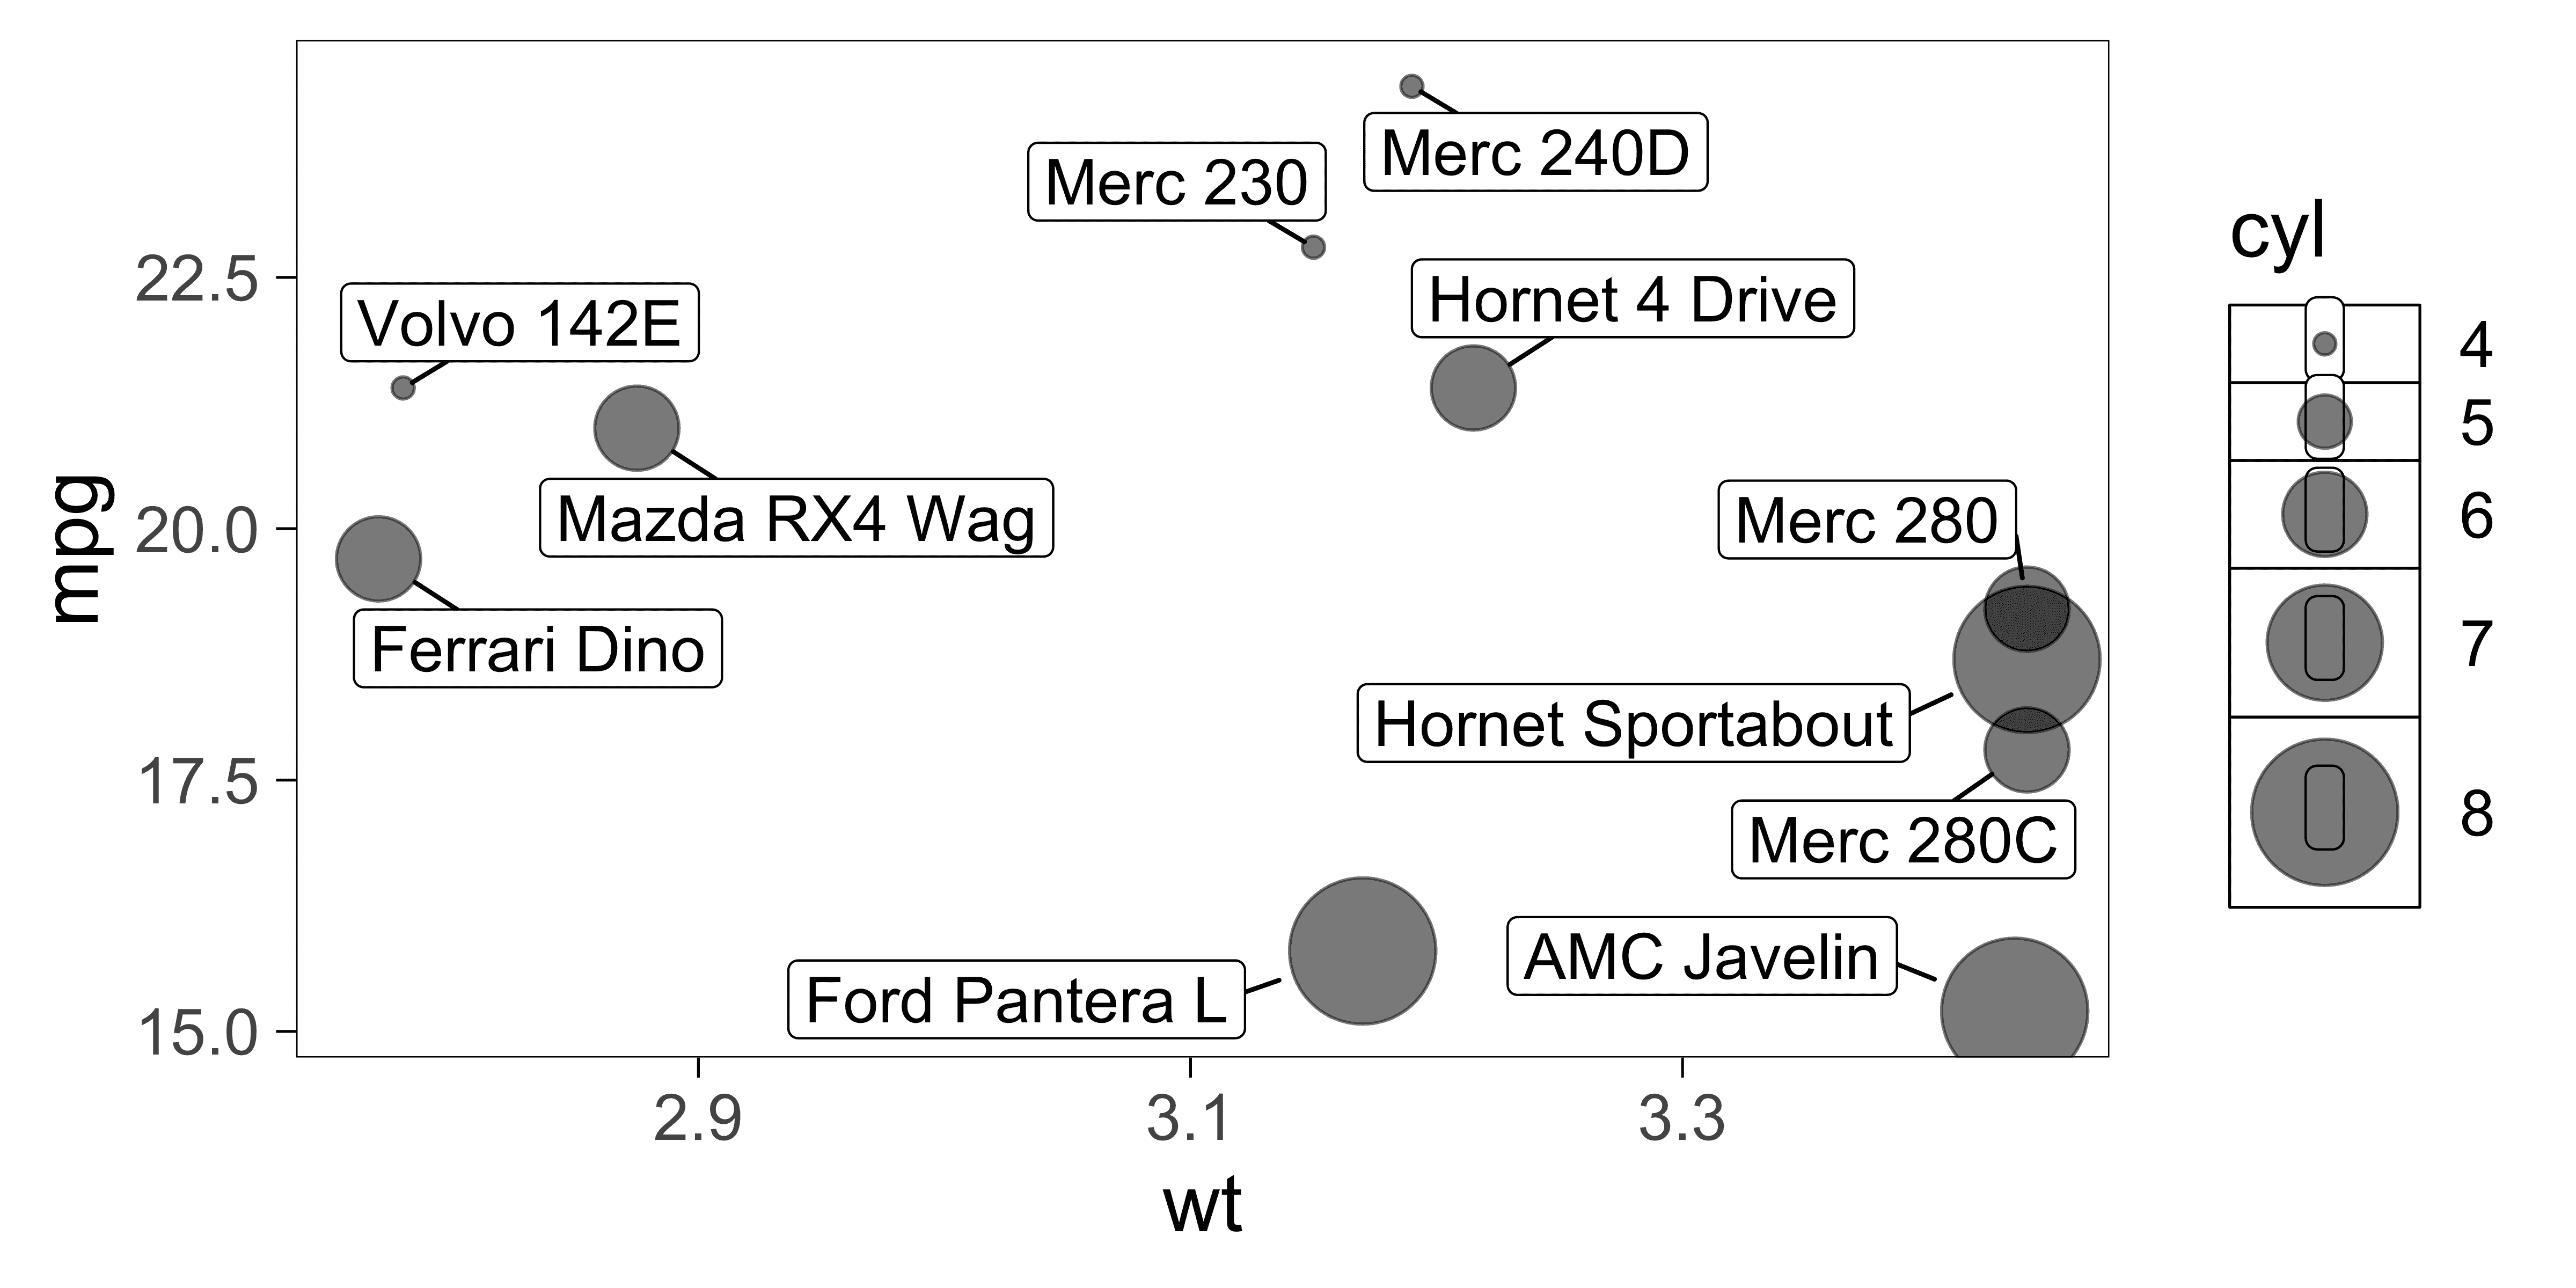 Merc 240D
Merc 230
Hornet 4 Drive
Volvo 142E
Mazda RX4 Wag
Merc 280
Ferrari Dino
Hornet Sportabout
Merc 280C
AMC Javelin
Ford Pantera L
mpg
22.5
20.0
17.5
15.0
2.9
3.1
3.3
wt
cyl
4
5
6
7
8